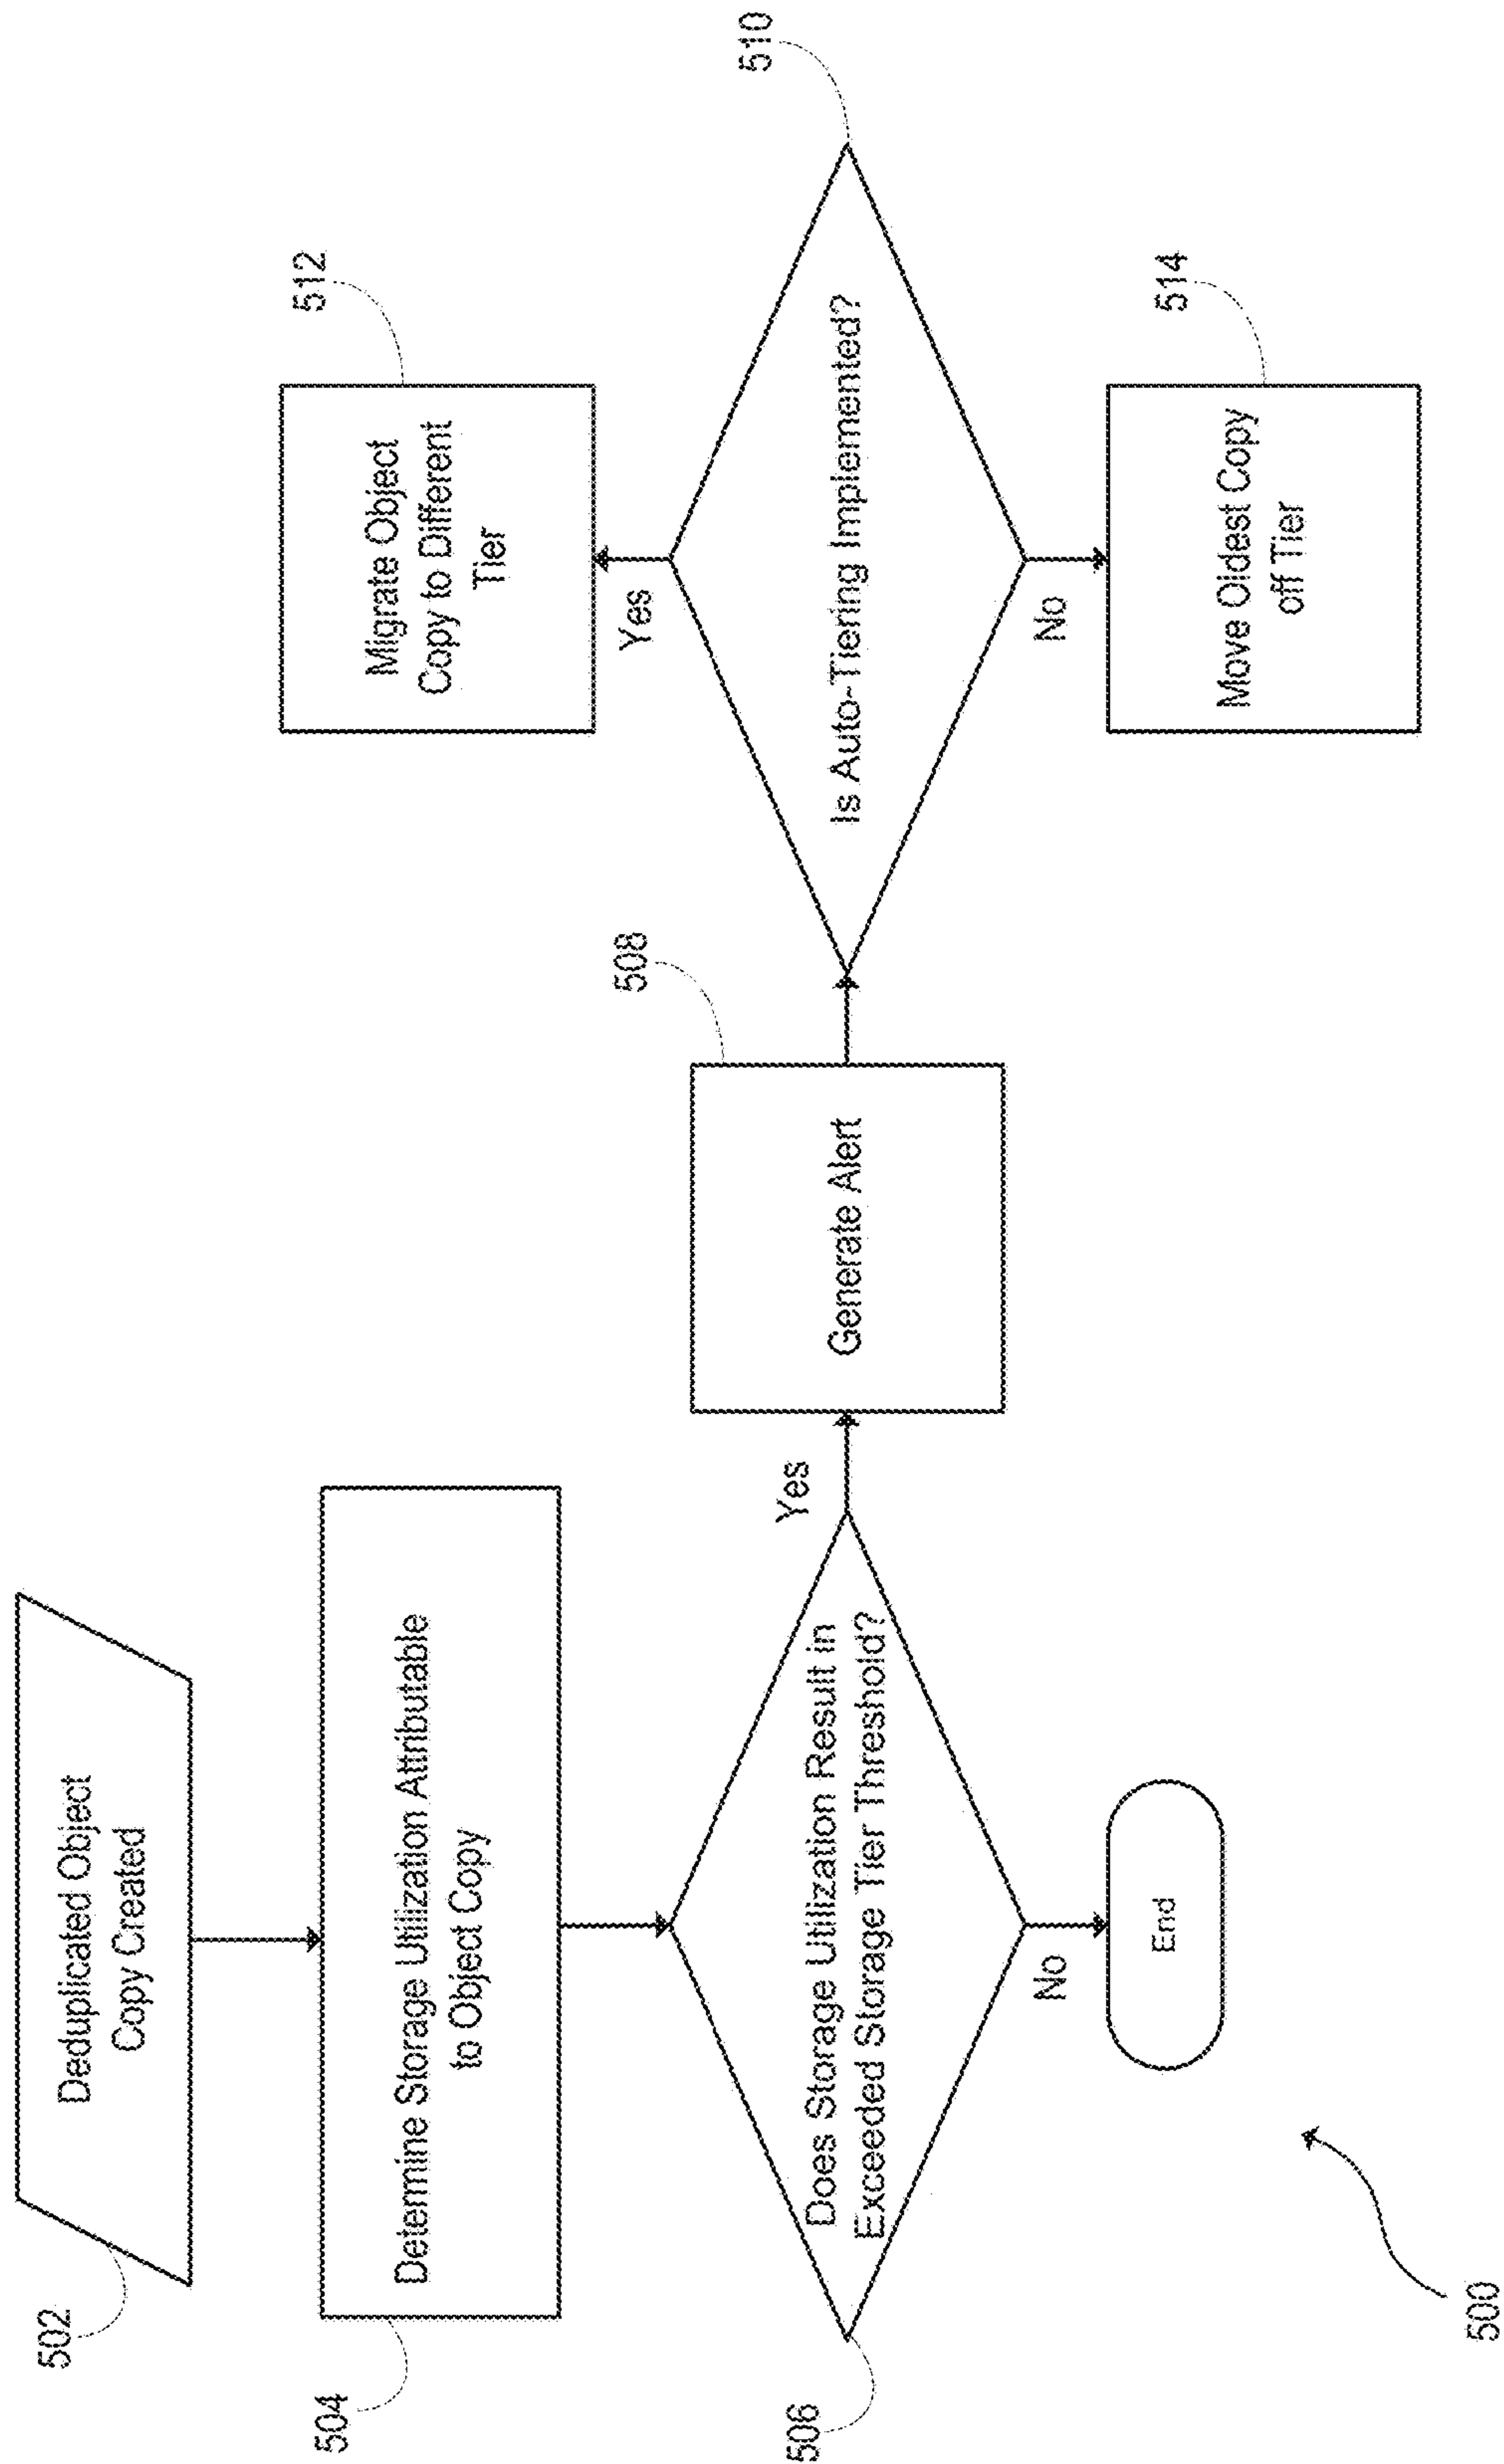 502
Deduplicated Object
Copy Created
504
Determine Storage Utilization Attributable
to Object Copy
506
Does Storage Utilization Result in
Exceeded Storage Tier Threshold?
Yes
No
End
508
Generate Alert
510
Is Auto-Tiering Implemented?
Yes
512
Migrate Object
Copy to Different
Tier
No
514
Move Oldest Copy
off Tier
500